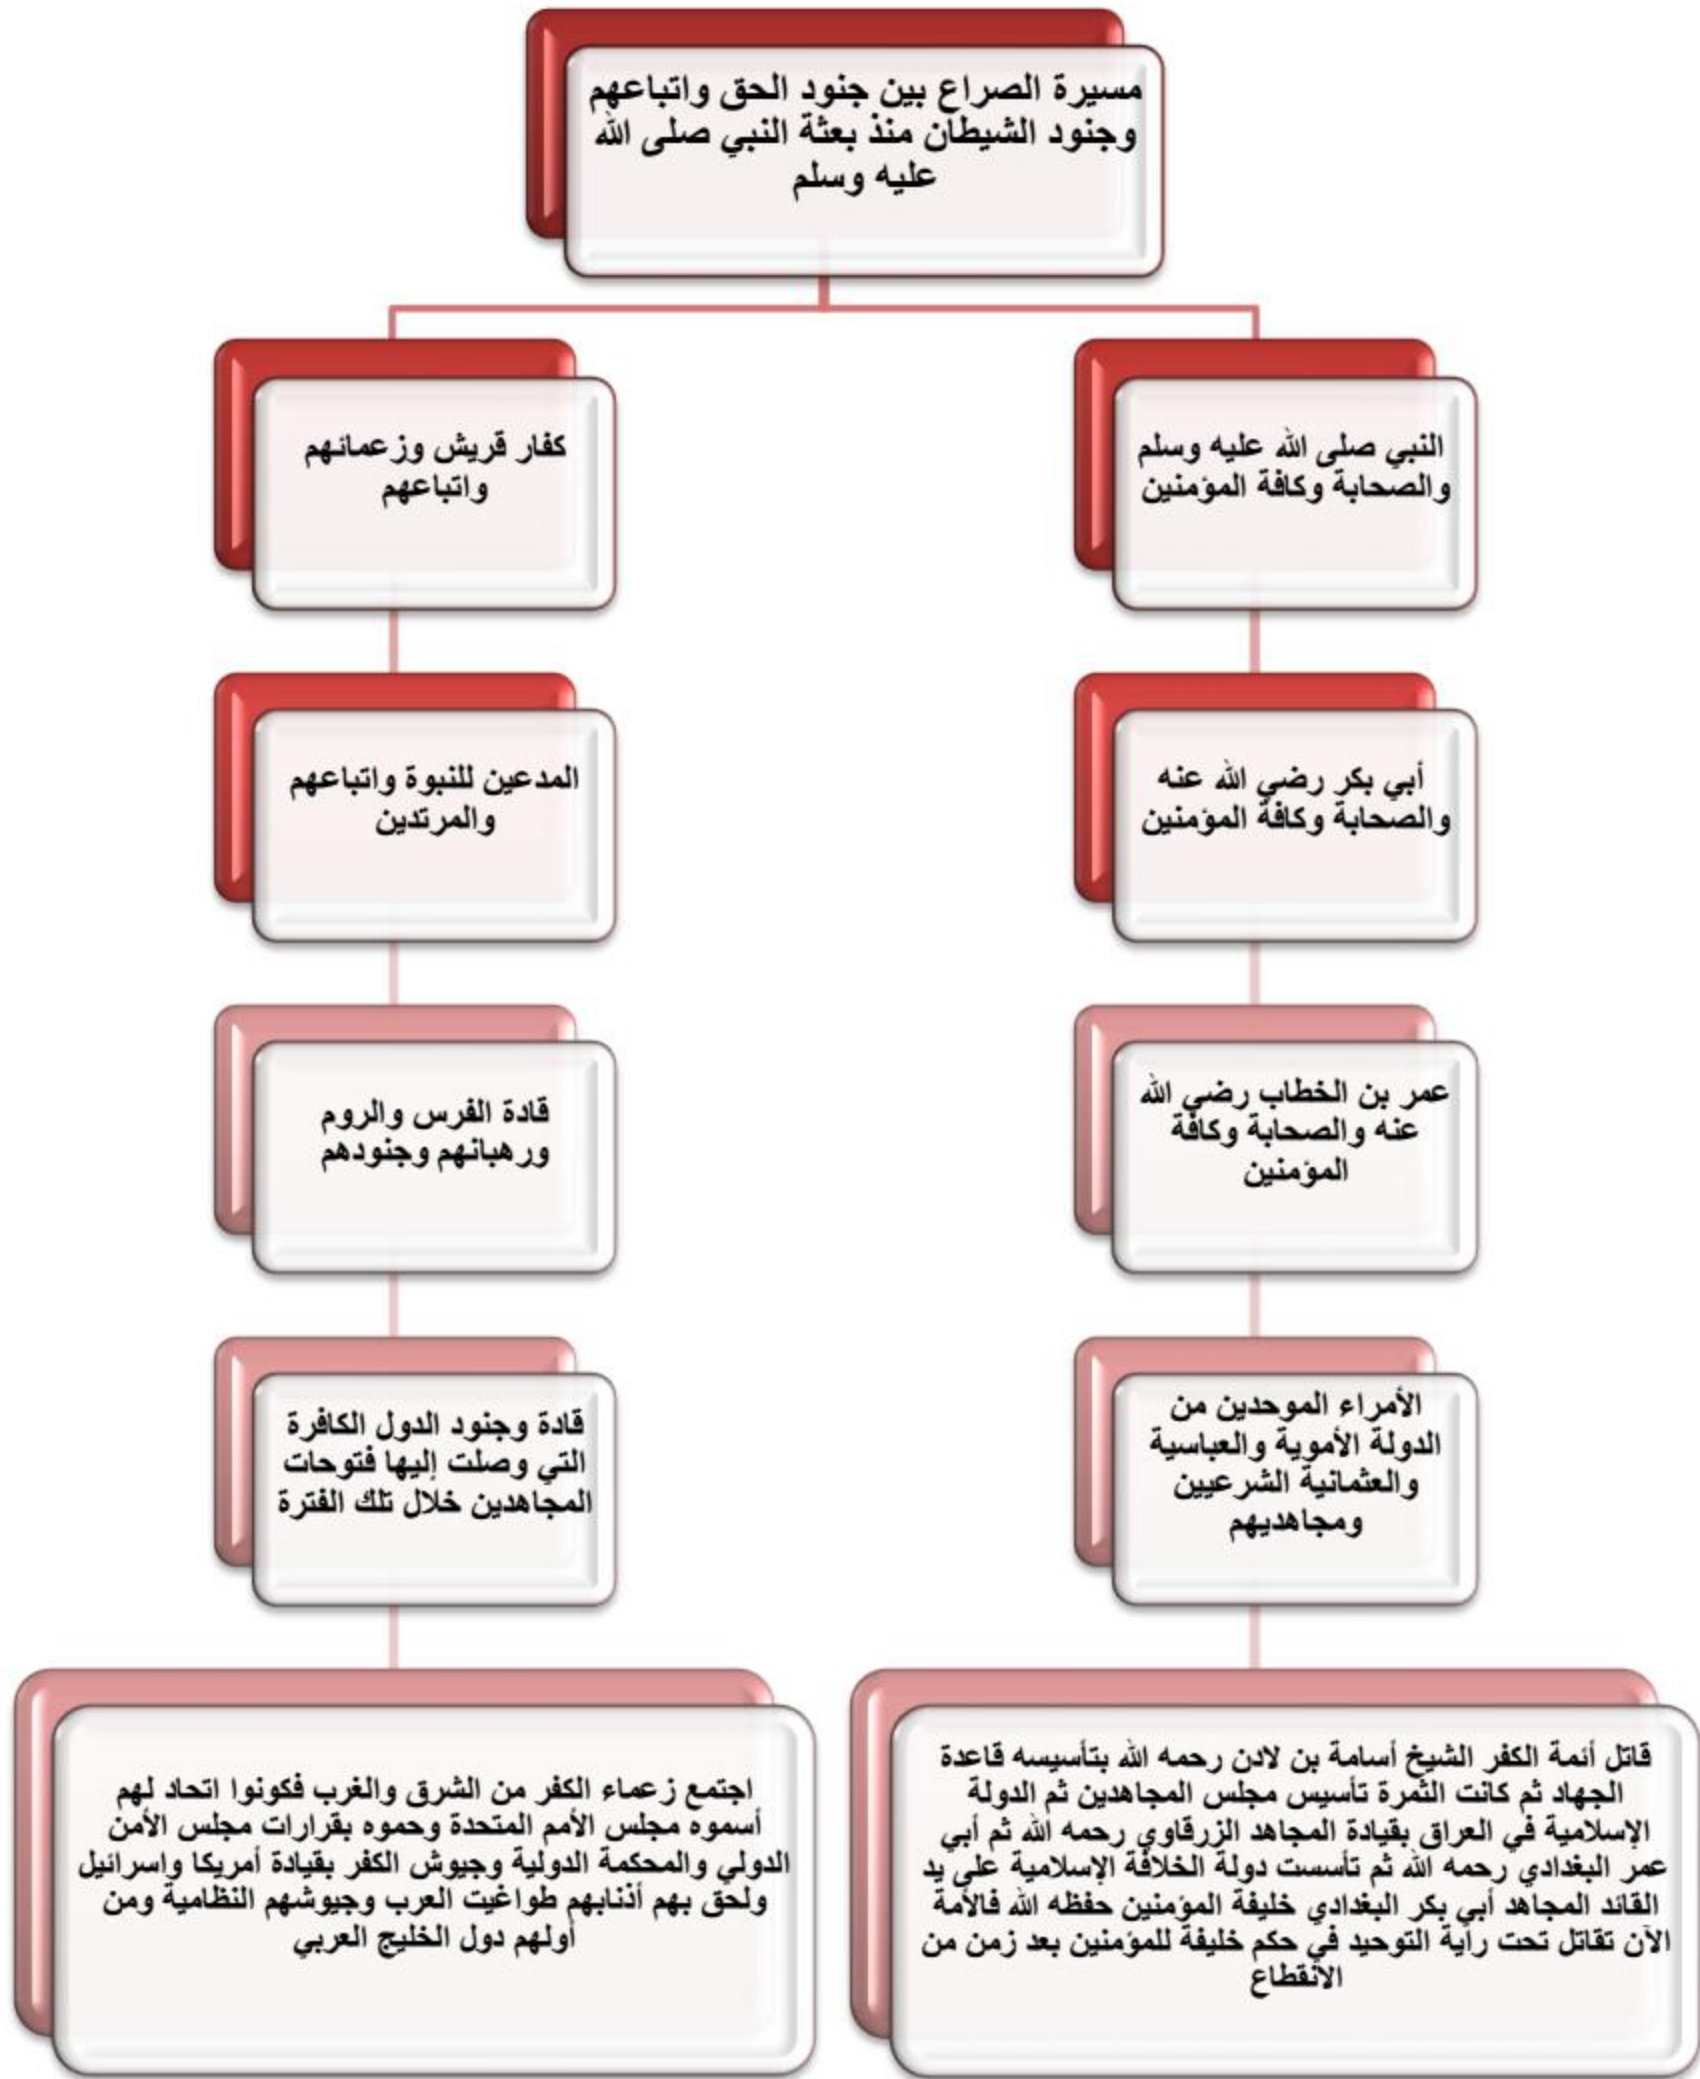 مسيرة الصراع بين جنود الحق واتباعهم
وجنود الشيطان منذ بعثة النبي صلى الله
عليه وسلم
النبي صلى الله عليه وسلم
والصحابة وكافة المؤمنين
كفار قريش وزعمائهم
واتباعهم
أبي بكر رضي الله عنه
والصحابة وكافة المؤمنين
المدعين للنبوة واتباعهم
والمرتدين
عمر بن الخطاب رضي الله
عنه والصحابة وكافة
المؤمنين
قادة الفرس والروم
ورهبانهم وجنودهم
الأمراء الموحدين من
الدولة الأموية والعباسية
والعثمانية الشرعيين
ومجاهديهم
قادة وجنود الدول الكافرة
التي وصلت إليها فتوحات
المجاهدين خلال تلك الفترة
قاتل أئمة الكفر الشيخ أسامة بن لادن رحمه الله بتأسيسه قاعدة
الجهاد ثم كانت الثمرة تأسيس مجلس المجاهدين ثم الدولة
الإسلامية في العراق بقيادة المجاهد الزرقاوي رحمه الله ثم أبي
عمر البغدادي رحمه الله ثم تأسست دولة الخلافة الإسلامية على يد
القائد المجاهد أبي بكر البغدادي خليفة المؤمنين حفظه الله فالأمة
الآن تقاتل تحت راية التوحيد في حكم خليفة للمؤمنين بعد زمن من
الانقطاع
اجتمع زعماء الكفر من الشرق والغرب فكونوا اتحاد لهم
أسموه مجلس الأمم المتحدة وحموه بقرارات مجلس الأمن
الدولي والمحكمة الدولية وجيوش الكفر بقيادة أمريكا واسرائيل
ولحق بهم أذنابهم طواغيت العرب وجيوشهم النظامية ومن
أولهم دول الخليج العربي